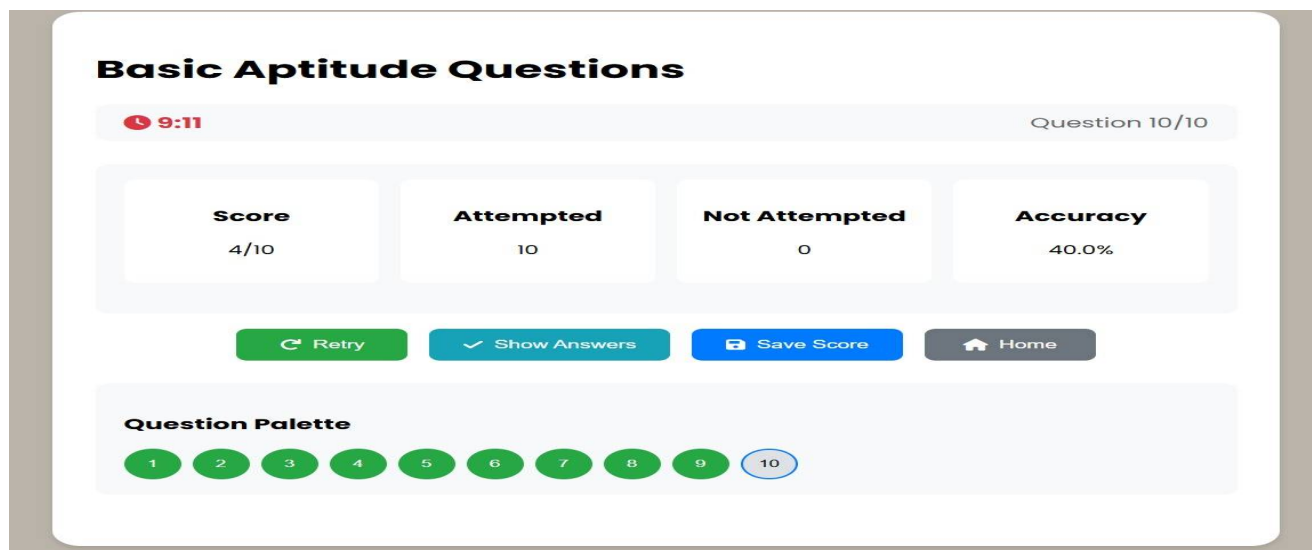 Basic Aptitude Questions
9:11 Question 10/10
Score Attempted Not Attempted Accuracy
4/10 10 0 40.0%
Retry Show Answers Save Score Home
Question Palette
1 2 3 4 5 6 7 8 9 10